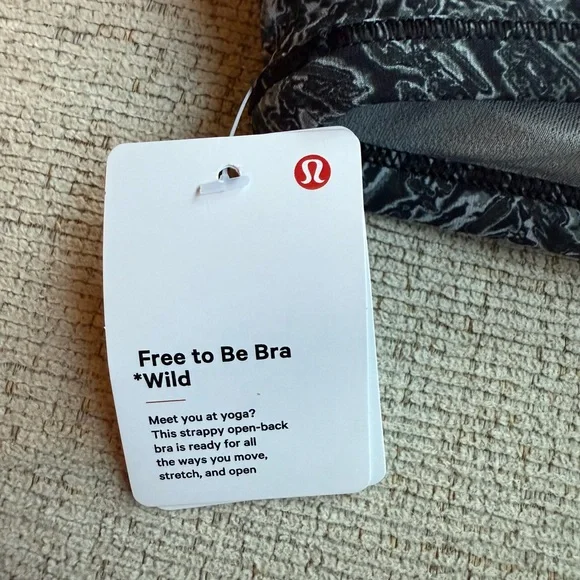 Free to Be Bra
*Wild
Meet you at yoga?
This strappy open-back
bra is ready for all
the ways you move,
stretch, and open